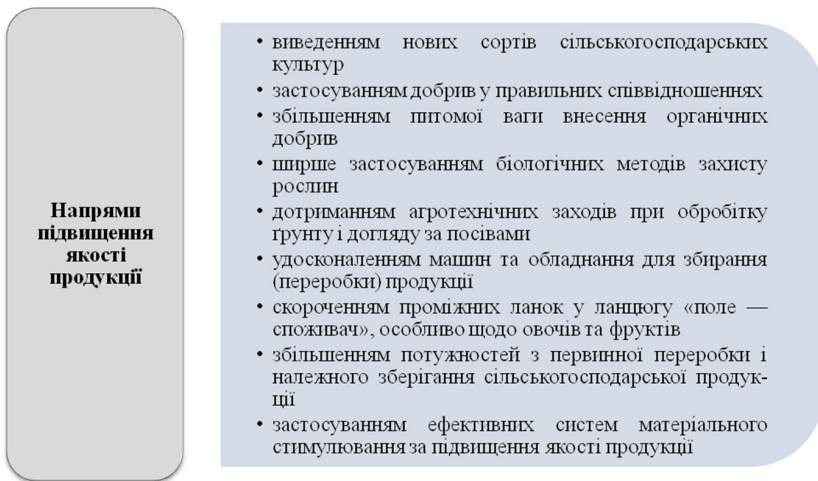 Напрями
підвищення
якості
продукції
• виведенням нових сортів сільськогосподарських
культур
• застосуванням добрив у правильних співвідношеннях
• збільшенням питомої ваги внесення органічних
добрив
• ширше застосуванням біологічних методів захисту
рослин
• дотриманням агротехнічних заходів при обробітку
ґрунту і догляду за посівами
• удосконаленням машин та обладнання для збирання
(переробки) продукції
• скороченням проміжних ланок у ланцюгу «поле —
споживач», особливо щодо овочів та фруктів
• збільшенням потужностей з первинної переробки і
належного зберігання сільськогосподарської продук-
ції
• застосуванням ефективних систем матеріального
стимулювання за підвищення якості продукції